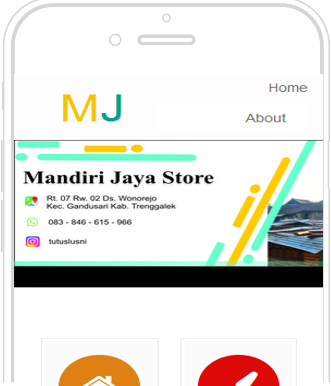 MJ
Home
About
Mandiri Jaya Store
Rt. 07 Rw. 02 Ds. Wonorejo
Kec. Gandusari Kab. Trenggalek
083 - 846 - 615 - 966
tutuslusni